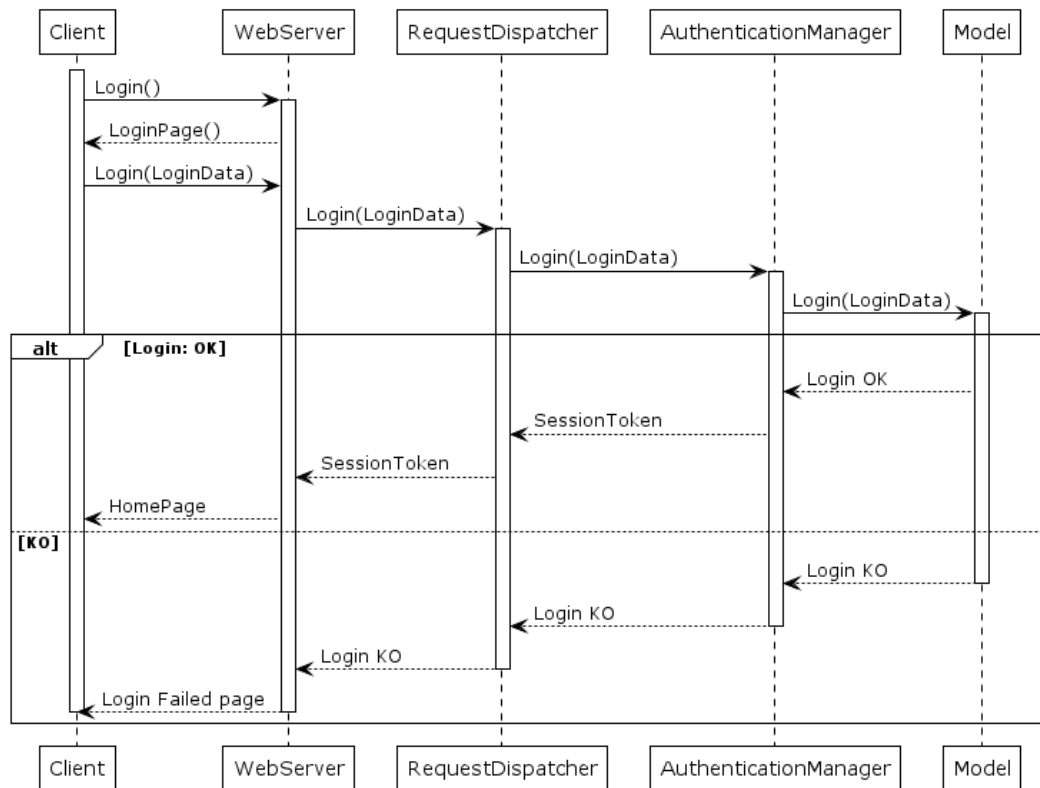 Client WebServer RequestDispatcher AuthenticationManager Model
Login()
LoginPage()
Login(LoginData)
Login(LoginData)
Login(LoginData)
Login(LoginData)
alt [Login: OK]
Login OK
SessionToken
SessionToken
HomePage
[KO]
Login KO
Login KO
Login KO
Login Failed page
Client WebServer RequestDispatcher AuthenticationManager Model